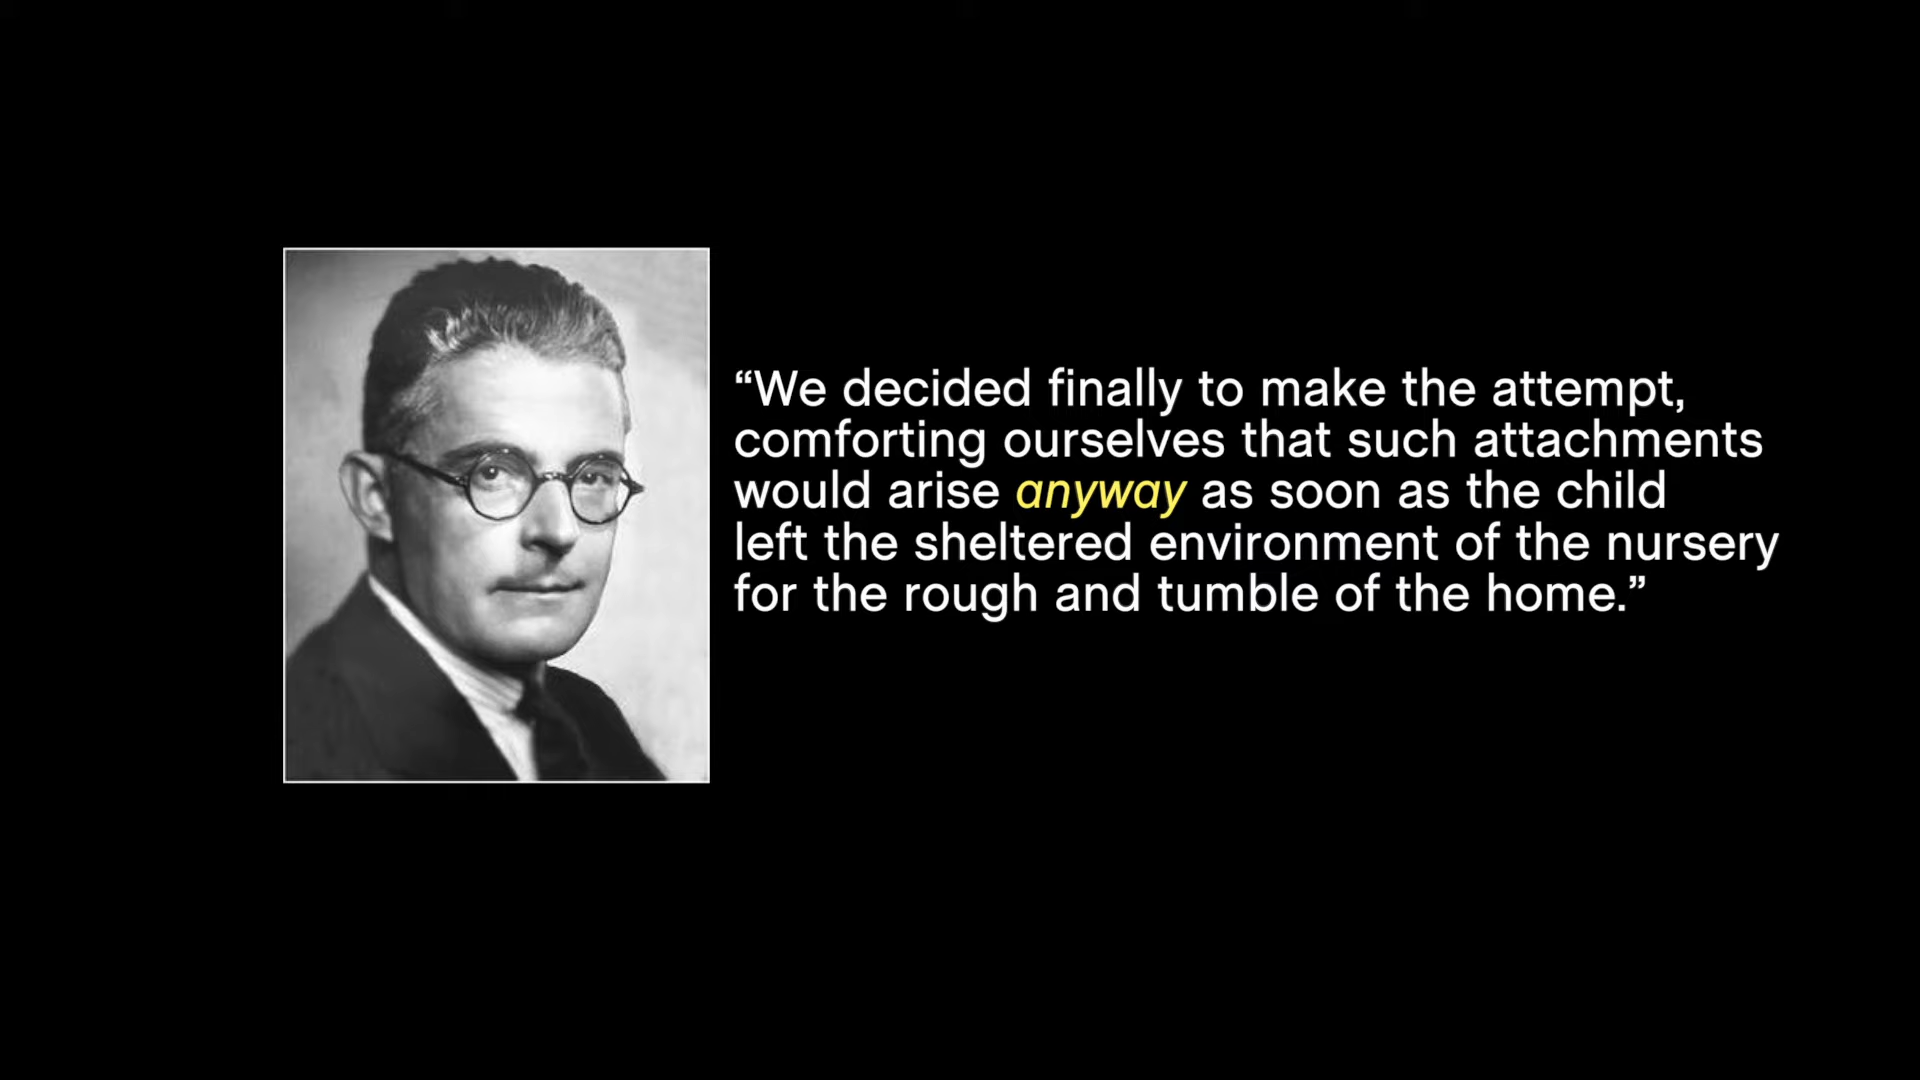 “We decided finally to make the attempt,
comforting ourselves that such attachments
would arise anyway as soon as the child
left the sheltered environment of the nursery
for the rough and tumble of the home.”